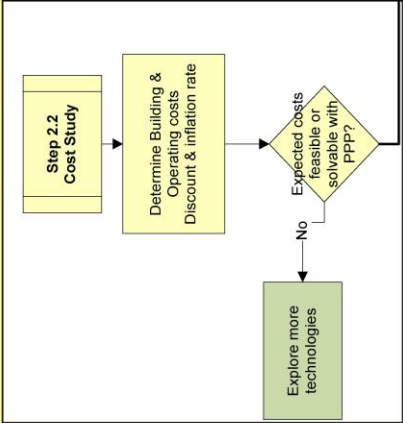 Step 2.2
Cost Study
Determine Building &
Operating costs
Discount & inflation rate
Expected costs
feasible or
solvable with
PPP?
No
Explore more
technologies